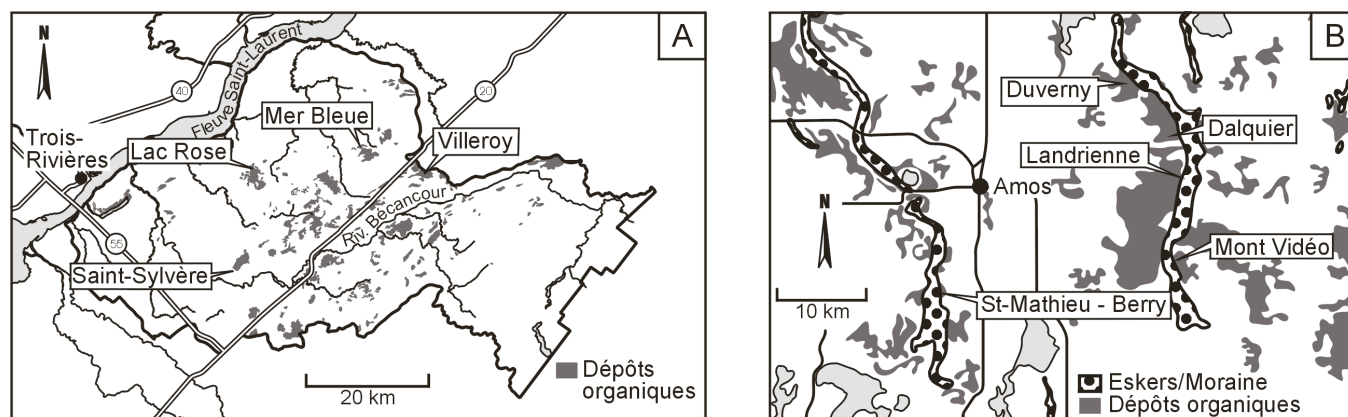 A
N
Fleuve Saint-Laurent
40
20
Mer Bleue
Trois-
Rivières
Lac Rose
Villeroy
Riv. Bécancour
55
Saint-Sylvère
Dépôts
organiques
20 km
B
Duverny
Dalquier
Landrienne
Amos
N
Mont Vidéo
10 km
St-Mathieu - Berry
Eskers/Moraine
Dépôts organiques